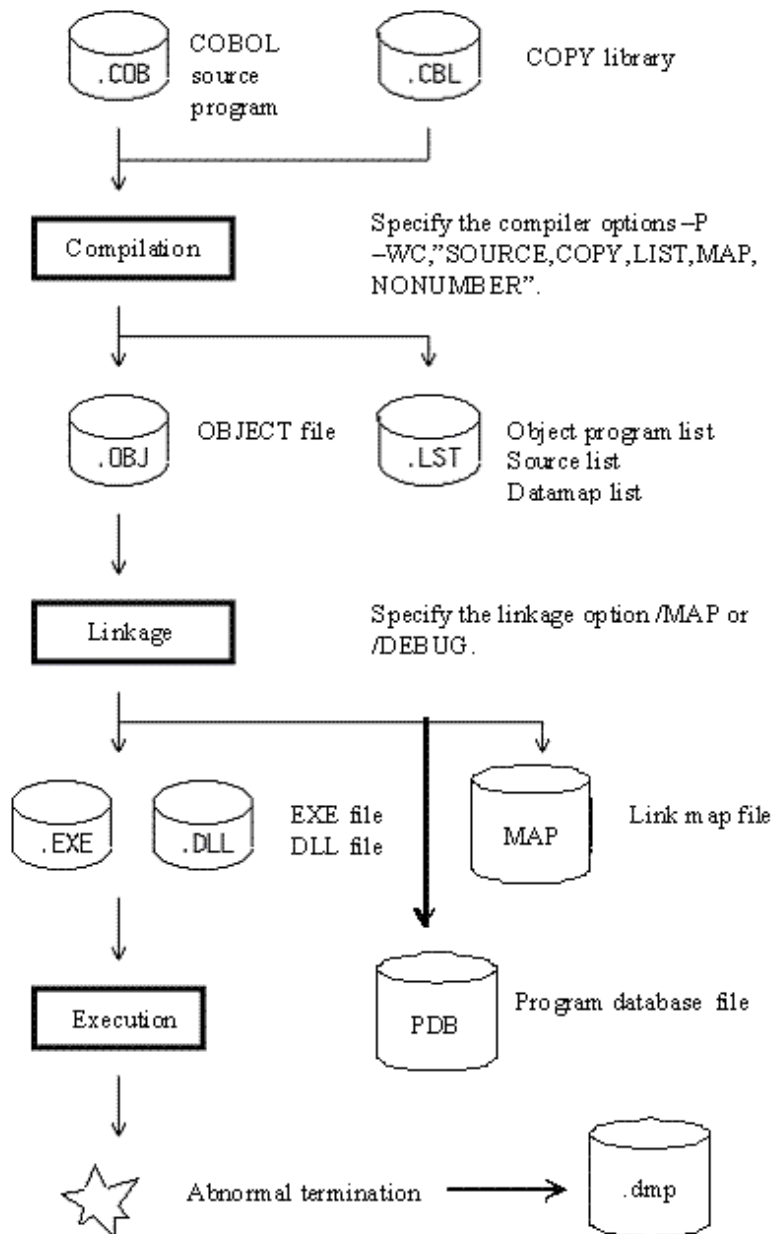 .COB
COBOL
source
program
.CBL
COPY library
Compilation
Specify the compiler options –P
–WC,”SOURCE,COPY,LIST,MAP,
NONUMBER”.
.OBJ
OBJECT file
.LST
Object program list
Source list
Datamap list
Linkage
Specify the linkage option /MAP or
/DEBUG.
.EXE
.DLL
EXE file
DLL file
MAP
Link map file
Execution
PDB
Program database file
Abnormal termination
.dmp